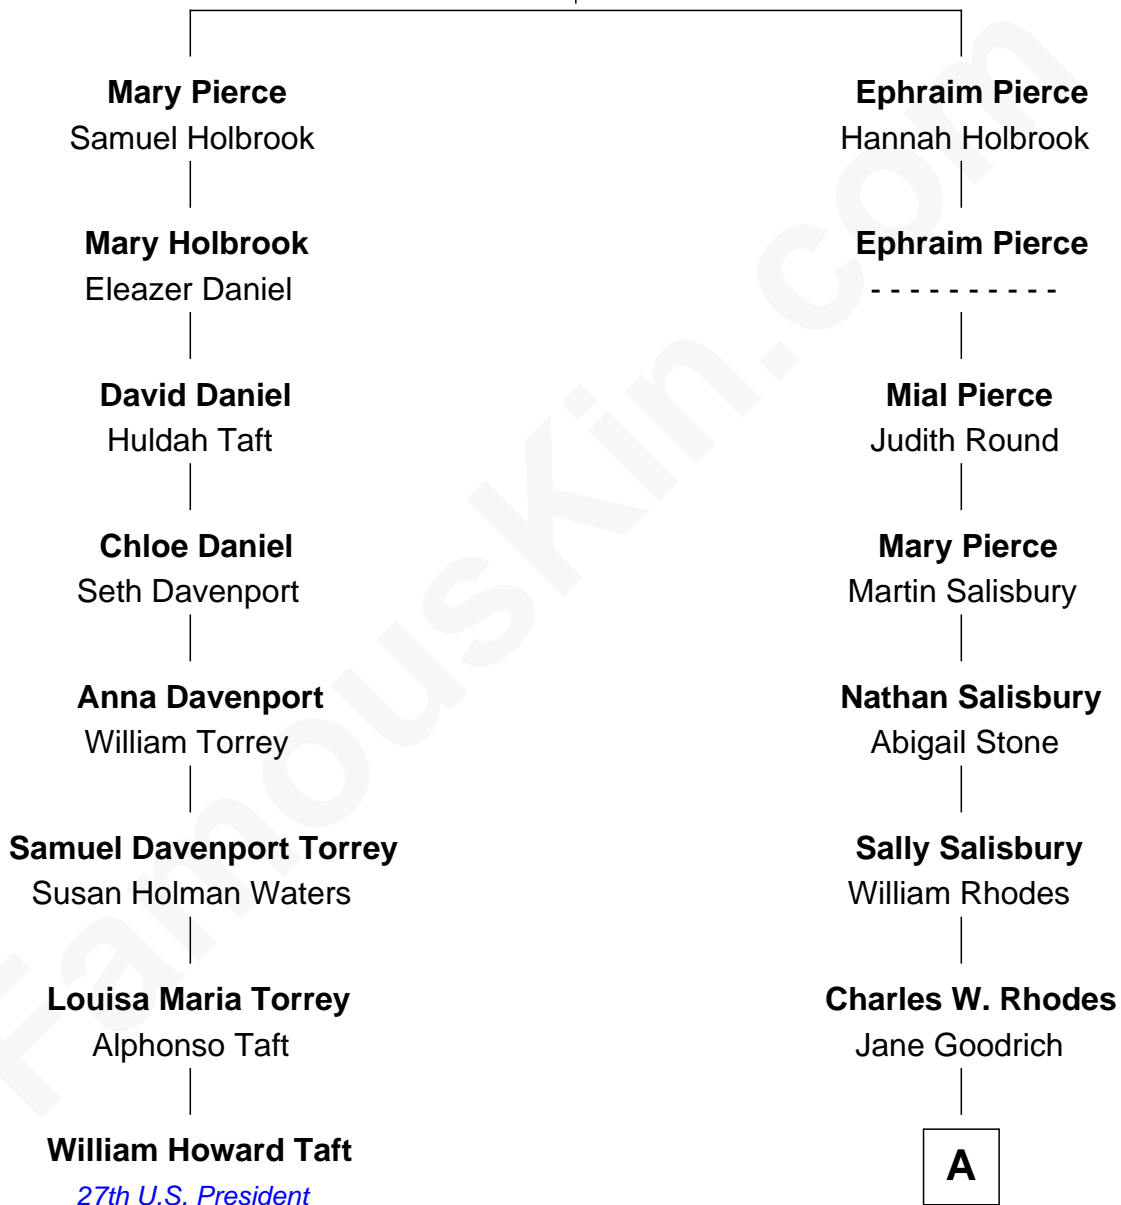 Mary Pierce
Samuel Holbrook
Mary Holbrook
Eleazer Daniel
David Daniel
Huldah Taft
Chloe Daniel
Seth Davenport
Anna Davenport
William Torrey
Samuel Davenport Torrey
Susan Holman Waters
Louisa Maria Torrey
Alphonso Taft
William Howard Taft
27th U.S. President
Ephraim Pierce
Hannah Holbrook
Ephraim Pierce
- - - - - - - - - -
Mial Pierce
Judith Round
Mary Pierce
Martin Salisbury
Nathan Salisbury
Abigail Stone
Sally Salisbury
William Rhodes
Charles W. Rhodes
Jane Goodrich
A
FamousKin.com